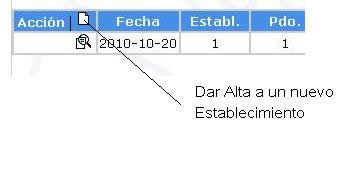 Acción | Fecha Establ. Pdo.
2010-10-20 1 1
Dar Alta a un nuevo
Establecimiento